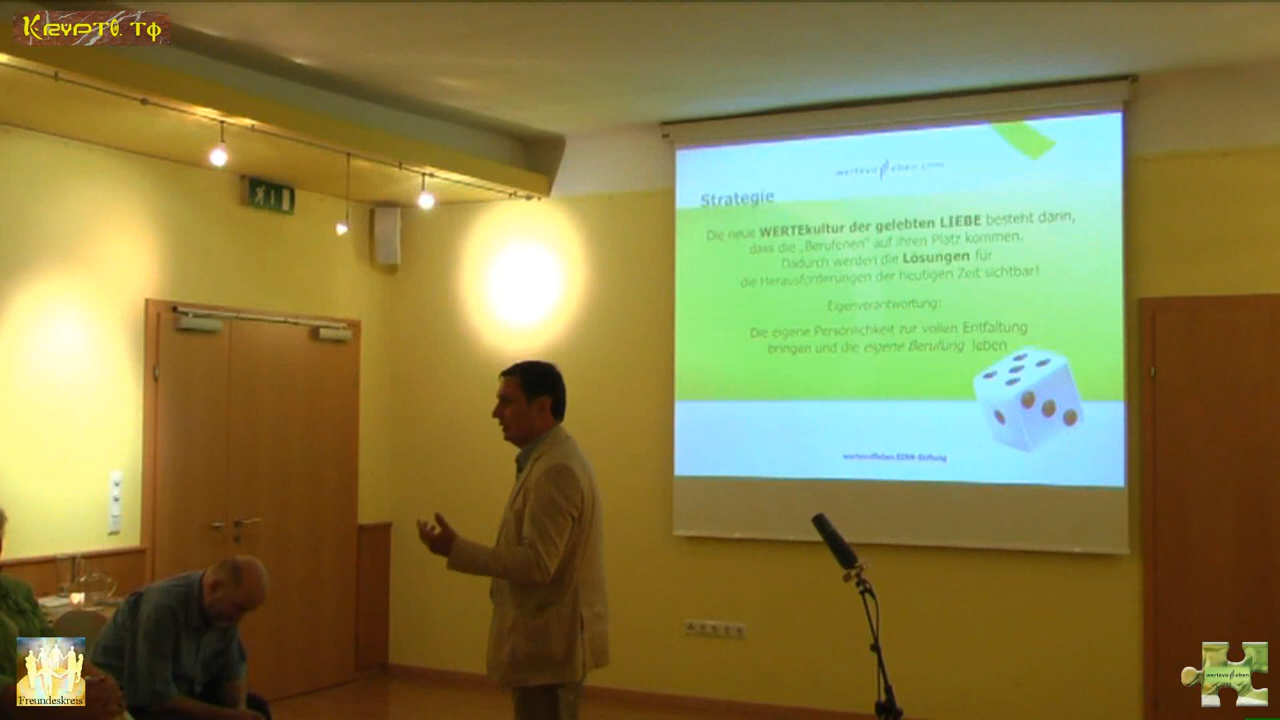 Krypto.TV
wertevollleben.com
Strategie
Die neue WERTEkultur der gelebten LIEBE besteht darin,
dass die „Berufenen" auf ihren Platz kommen.
Dadurch werden die Lösungen für
die Herausforderungen der heutigen Zeit sichtbar!
Eigenverantwortung:
Die eigene Persönlichkeit zur vollen Entfaltung
bringen und die eigene Berufung leben
wertevollleben.SINN-Stiftung
Freundeskreis